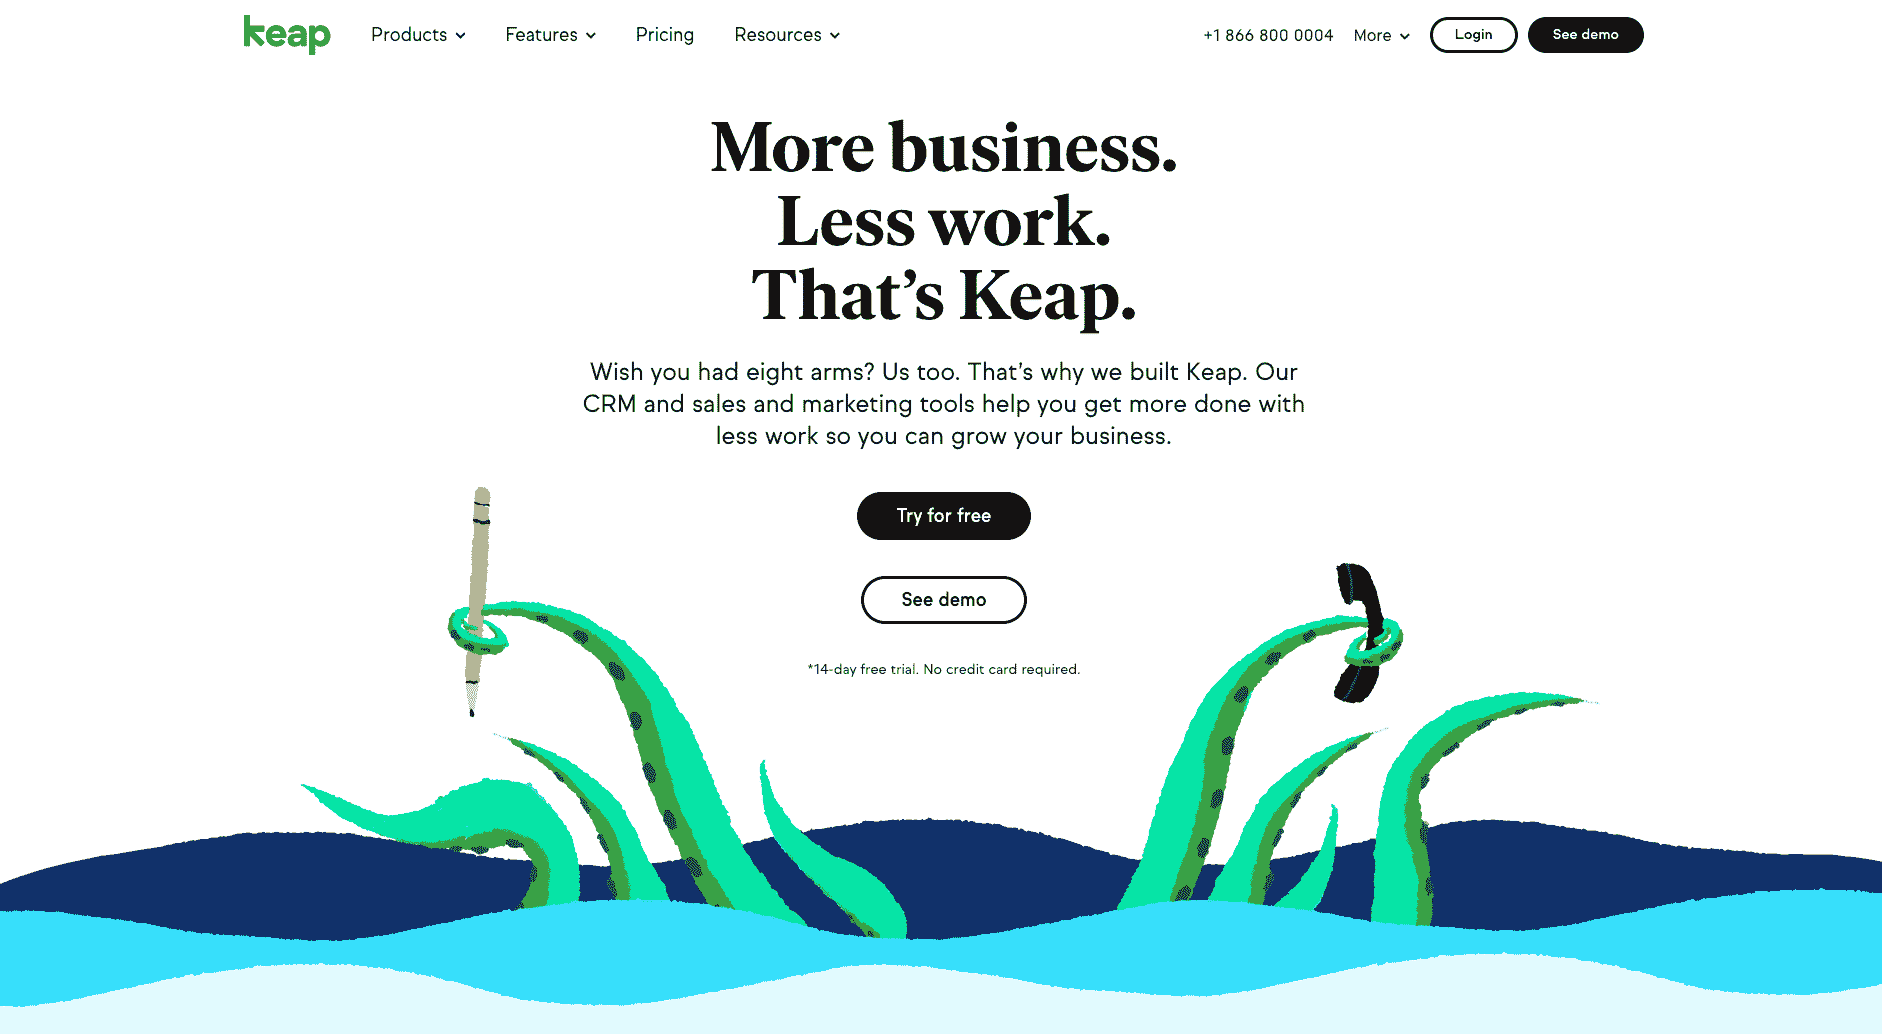 keap
Products
Features
Pricing
Resources
+1 866 800 0004
More
Login
See demo
More business.
Less work.
That’s Keap.
Wish you had eight arms? Us too. That’s why we built Keap. Our
CRM and sales and marketing tools help you get more done with
less work so you can grow your business.
Try for free
See demo
*14-day free trial. No credit card required.